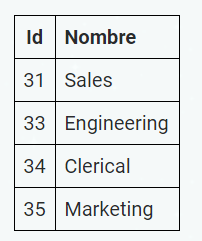 Id Nombre
31 Sales
33 Engineering
34 Clerical
35 Marketing